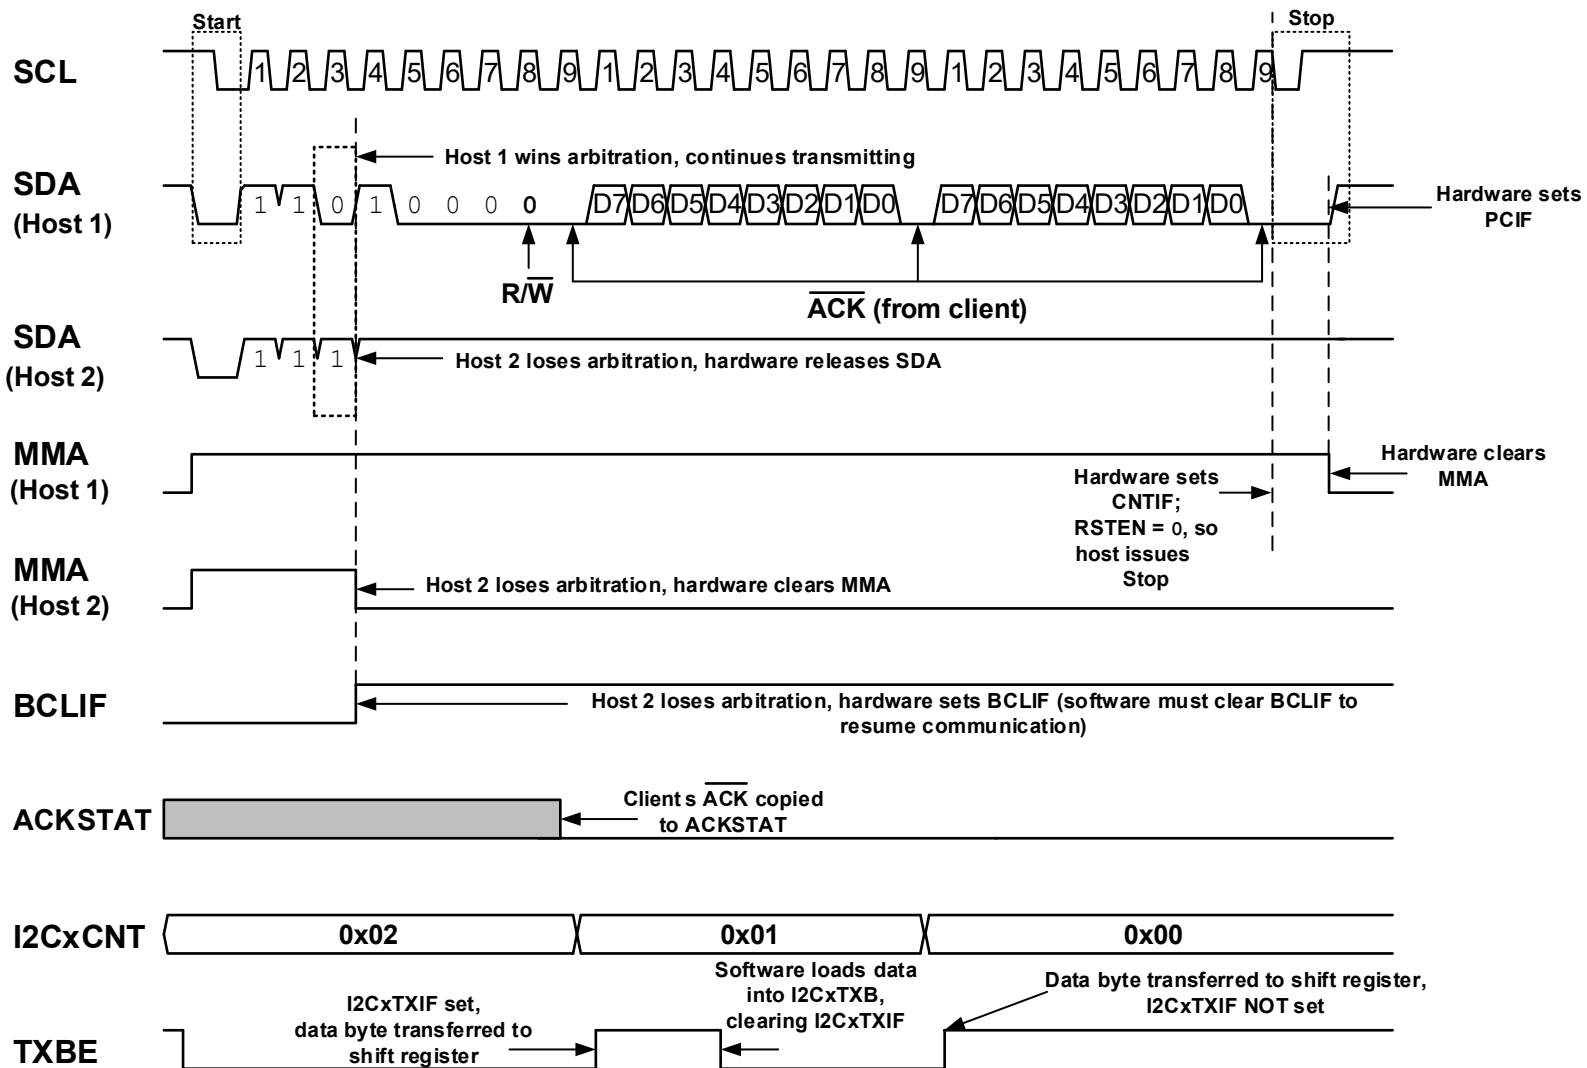 Start
Stop
SCL
1 2 3 4 5 6 7 8 9 1 2 3 4 5 6 7 8 9 1 2 3 4 5 6 7 8 9
Host 1 wins arbitration, continues transmitting
SDA
(Host 1)
1 1 0 1 0 0 0 0 D7 D6 D5 D4 D3 D2 D1 D0 D7 D6 D5 D4 D3 D2 D1 D0
Hardware sets
PCIF
R/W̅
A̅C̅K̅ (from client)
SDA
(Host 2)
1 1 1
Host 2 loses arbitration, hardware releases SDA
MMA
(Host 1)
Hardware sets
CNTIF;
RSTEN = 0, so
host issues
Stop
Hardware clears
MMA
MMA
(Host 2)
Host 2 loses arbitration, hardware clears MMA
BCLIF
Host 2 loses arbitration, hardware sets BCLIF (software must clear BCLIF to
resume communication)
ACKSTAT
Client s A̅C̅K̅ copied
to ACKSTAT
I2CxCNT
0x02 0x01 0x00
TXBE
I2CxTXIF set,
data byte transferred to
shift register
Software loads data
into I2CxTXB,
clearing I2CxTXIF
Data byte transferred to shift register,
I2CxTXIF NOT set